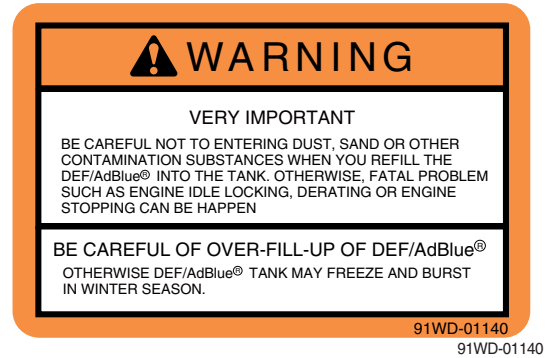 WARNING
VERY IMPORTANT
BE CAREFUL NOT TO ENTERING DUST, SAND OR OTHER
CONTAMINATION SUBSTANCES WHEN YOU REFILL THE
DEF/AdBlue® INTO THE TANK. OTHERWISE, FATAL PROBLEM
SUCH AS ENGINE IDLE LOCKING, DERATING OR ENGINE
STOPPING CAN BE HAPPEN
BE CAREFUL OF OVER-FILL-UP OF DEF/AdBlue®
OTHERWISE DEF/AdBlue® TANK MAY FREEZE AND BURST
IN WINTER SEASON.
91WD-01140
91WD-01140